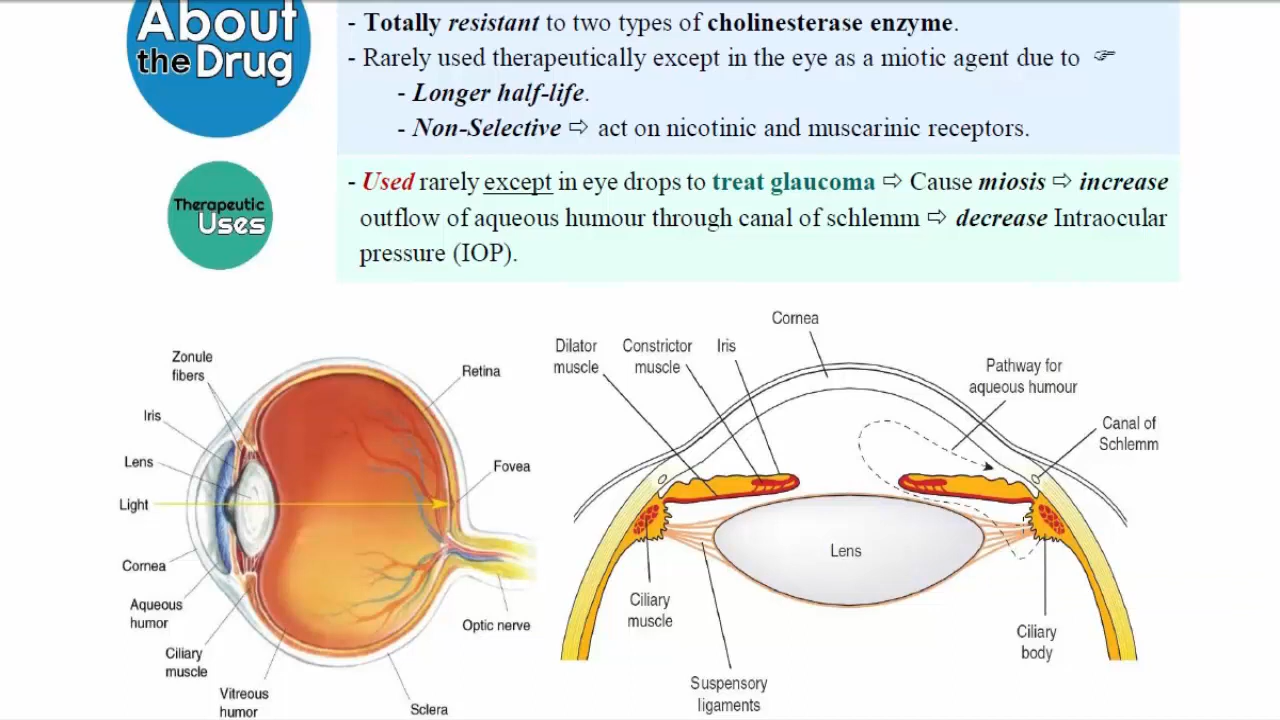 About
the Drug
- Totally resistant to two types of cholinesterase enzyme.
- Rarely used therapeutically except in the eye as a miotic agent due to ☞
- Longer half-life.
- Non-Selective ⇨ act on nicotinic and muscarinic receptors.
Therapeutic
Uses
- Used rarely except in eye drops to treat glaucoma ⇨ Cause miosis ⇨ increase
outflow of aqueous humour through canal of schlemm ⇨ decrease Intraocular
pressure (IOP).
Zonule
fibers
Iris
Lens
Light
Cornea
Aqueous
humor
Ciliary
muscle
Vitreous
humor
Retina
Fovea
Optic nerve
Sclera
Cornea
Dilator
muscle
Constrictor
muscle
Iris
Pathway for
aqueous humour
Canal of
Schlemm
Lens
Ciliary
muscle
Suspensory
ligaments
Ciliary
body